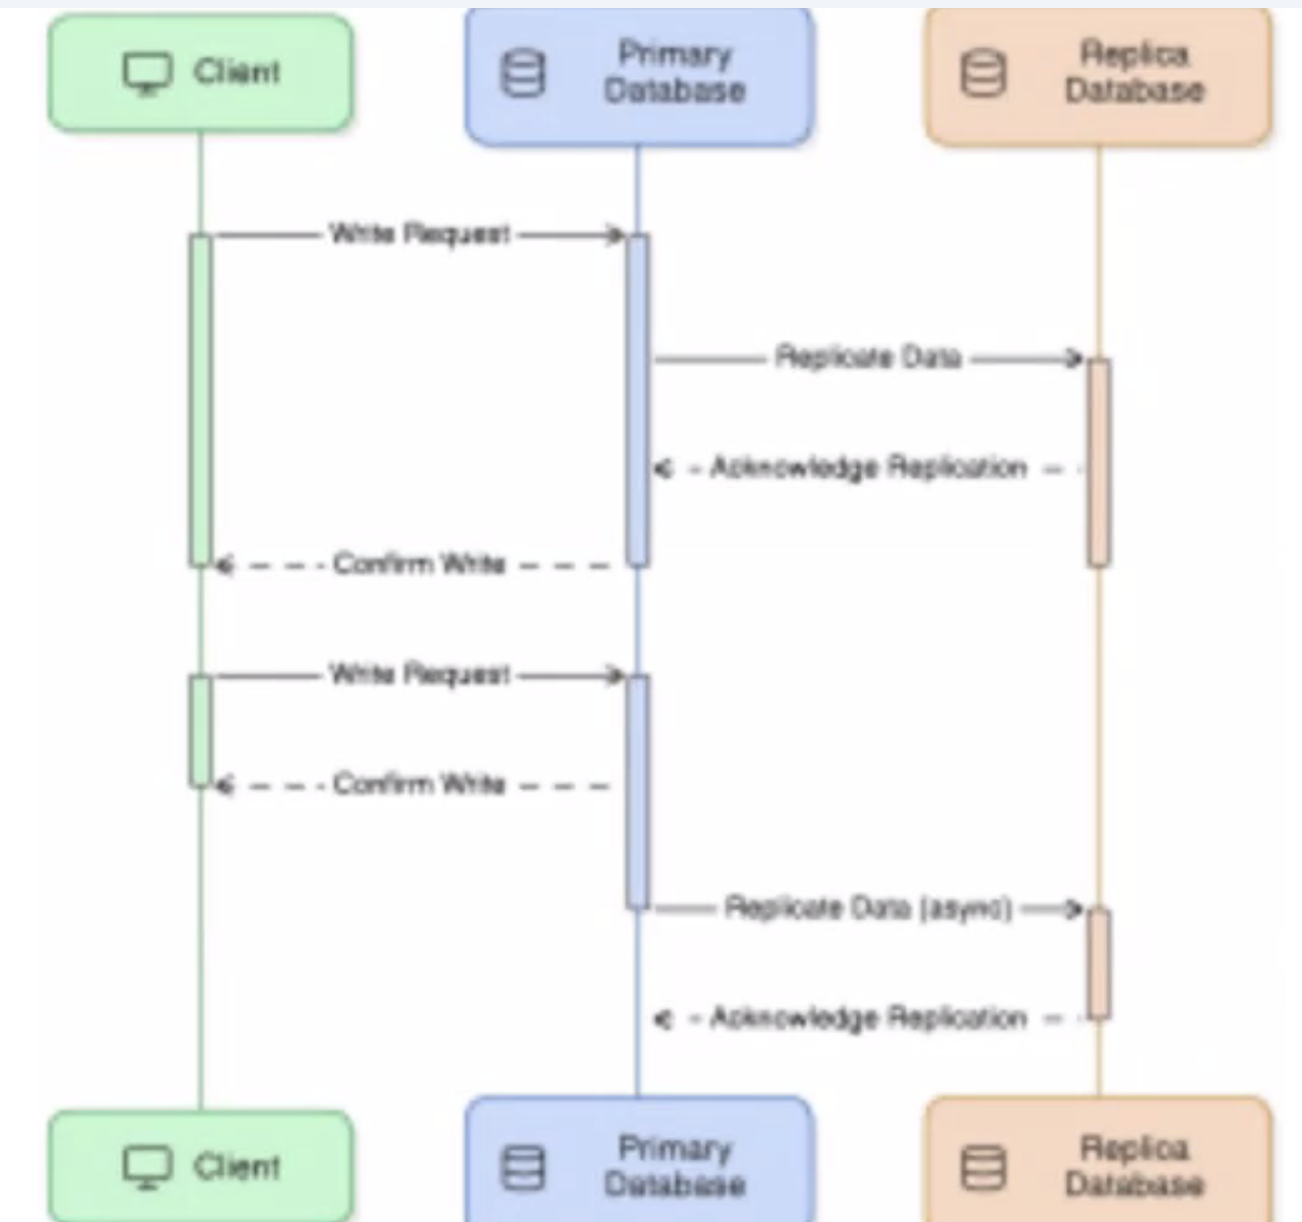 Client
Primary
Database
Replica
Database
Write Request
Replicate Data
Acknowledge Replication
Confirm Write
Write Request
Confirm Write
Replicate Data (async)
Acknowledge Replication
Client
Primary
Database
Replica
Database